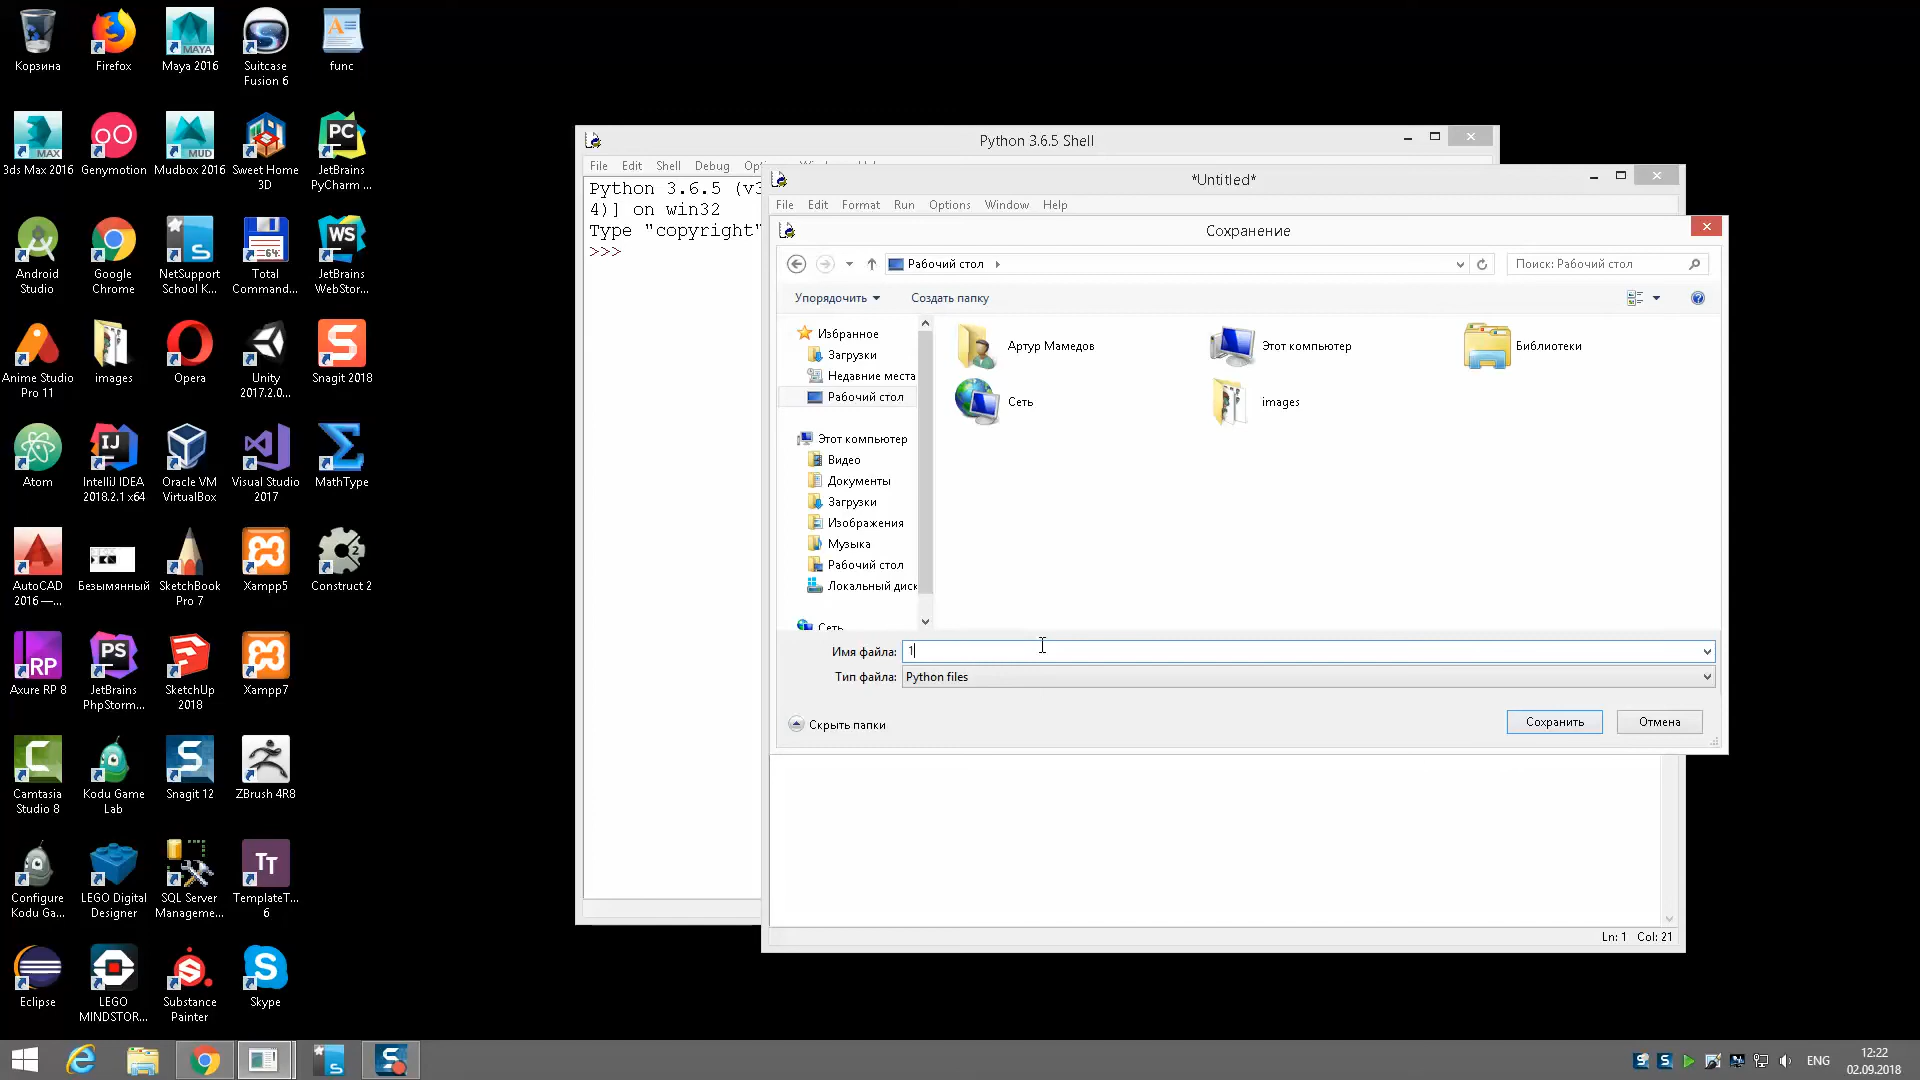 Корзина
Firefox
Maya 2016
Suitcase
Fusion 6
func
3ds Max 2016
Genymotion
Mudbox 2016
Sweet Home
3D
JetBrains
PyCharm ...
Android
Studio
Google
Chrome
NetSupport
School K...
Total
Command...
JetBrains
WebStor...
Anime Studio
Pro 11
images
Opera
Unity
2017.2.0...
Snagit 2018
Atom
IntelliJ IDEA
2018.2.1 x64
Oracle VM
VirtualBox
Visual Studio
2017
MathType
AutoCAD
2016 —...
Безымянный
SketchBook
Pro 7
Xampp5
Construct 2
Axure RP 8
JetBrains
PhpStorm...
SketchUp
2018
Xampp7
Camtasia
Studio 8
Kodu Game
Lab
Snagit 12
ZBrush 4R8
Configure
Kodu Ga...
LEGO Digital
Designer
SQL Server
Manageme...
TemplateT...
6
Eclipse
LEGO
MINDSTOR...
Substance
Painter
Skype
Python 3.6.5 Shell
File Edit Shell Debug
Python 3.6.5 (v3
4)] on win32
Type "copyright"
>>>
*Untitled*
File Edit Format Run Options Window Help
Сохранение
Рабочий стол
Поиск: Рабочий стол
Упорядочить
Создать папку
Избранное
Загрузки
Недавние места
Рабочий стол
Этот компьютер
Видео
Документы
Загрузки
Изображения
Музыка
Рабочий стол
Локальный диск
Сеть
Артур Мамедов
Этот компьютер
Библиотеки
Сеть
images
Имя файла: 1
Тип файла: Python files
Скрыть папки
Сохранить
Отмена
Ln: 1 Col: 21
ENG
12:22
02.09.2018